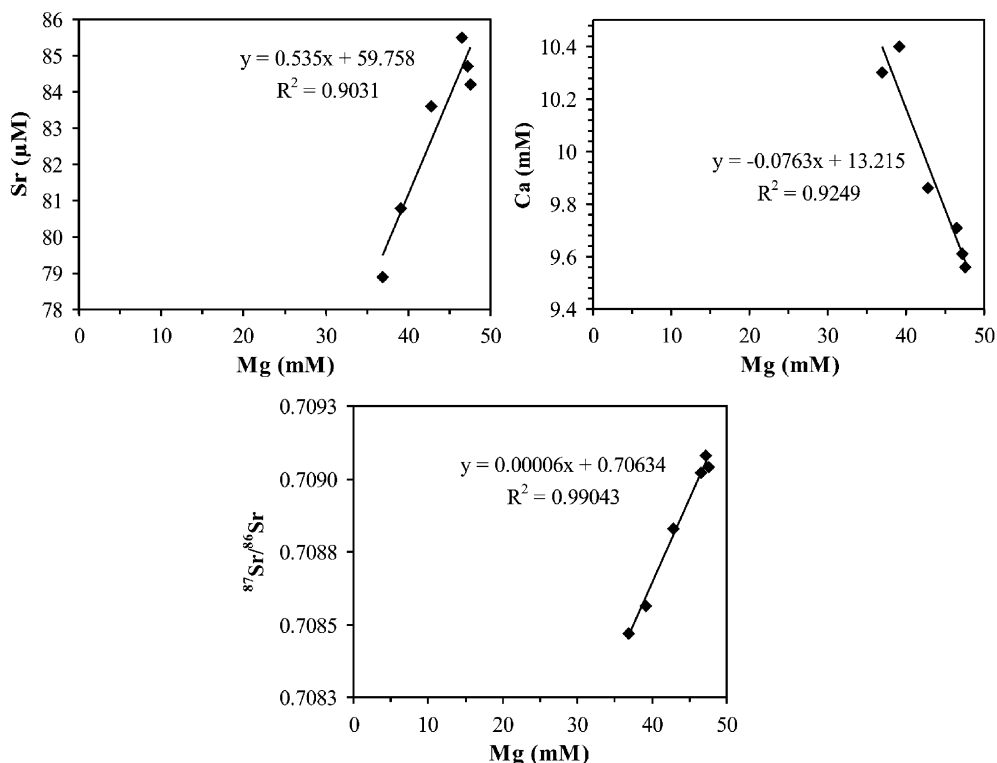 86
85
84
83
82
81
80
79
78
Sr (µM)
y = 0.535x + 59.758
R² = 0.9031
0 10 20 30 40 50
Mg (mM)
10.4
10.2
10
9.8
9.6
9.4
Ca (mM)
y = -0.0763x + 13.215
R² = 0.9249
0 10 20 30 40 50
Mg (mM)
0.7093
0.7090
0.7088
0.7085
0.7083
⁸⁷Sr/⁸⁶Sr
y = 0.00006x + 0.70634
R² = 0.99043
0 10 20 30 40 50
Mg (mM)